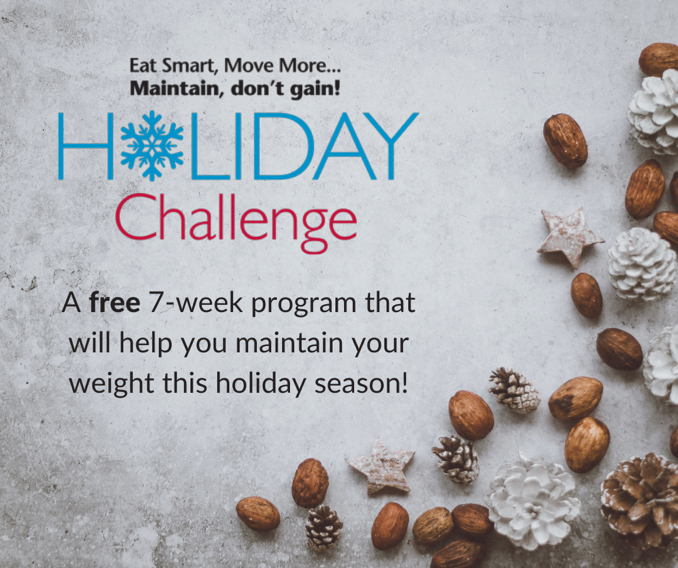 Eat Smart, Move More...
Maintain, don't gain!
HOLIDAY
Challenge
A free 7-week program that
will help you maintain your
weight this holiday season!